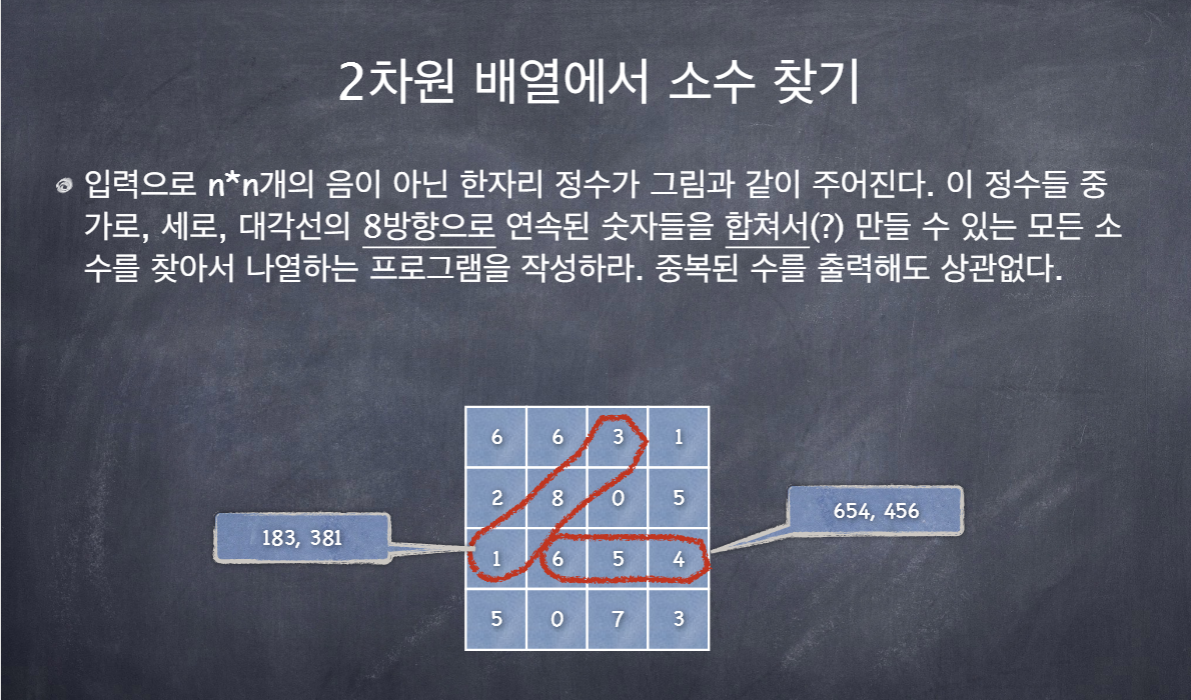 2차원 배열에서 소수 찾기
입력으로 n*n개의 음이 아닌 한자리 정수가 그림과 같이 주어진다. 이 정수들 중
가로, 세로, 대각선의 8방향으로 연속된 숫자들을 합쳐서(?) 만들 수 있는 모든 소
수를 찾아서 나열하는 프로그램을 작성하라. 중복된 수를 출력해도 상관없다.
6 6 3 1
2 8 0 5
654, 456
183, 381
1 6 5 4
5 0 7 3